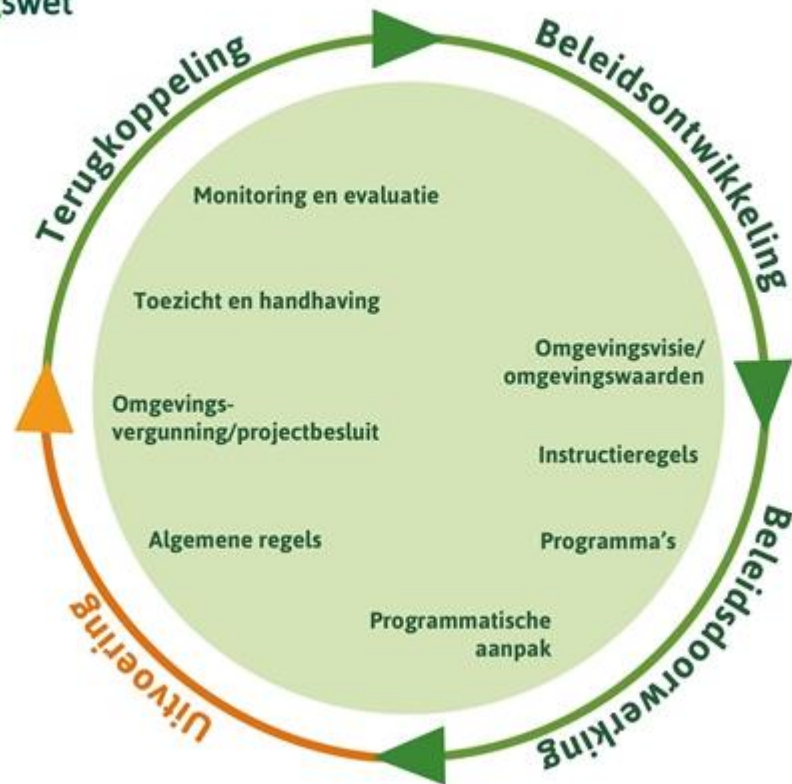 Terugkoppeling
Beleidsontwikkeling
Monitoring en evaluatie
Toezicht en handhaving
Omgevingsvisie/
omgevingswaarden
Omgevings-
vergunning/projectbesluit
Instructieregels
Algemene regels
Programma's
Programmatische
aanpak
Uitvoering
Beleidsdoorwerking